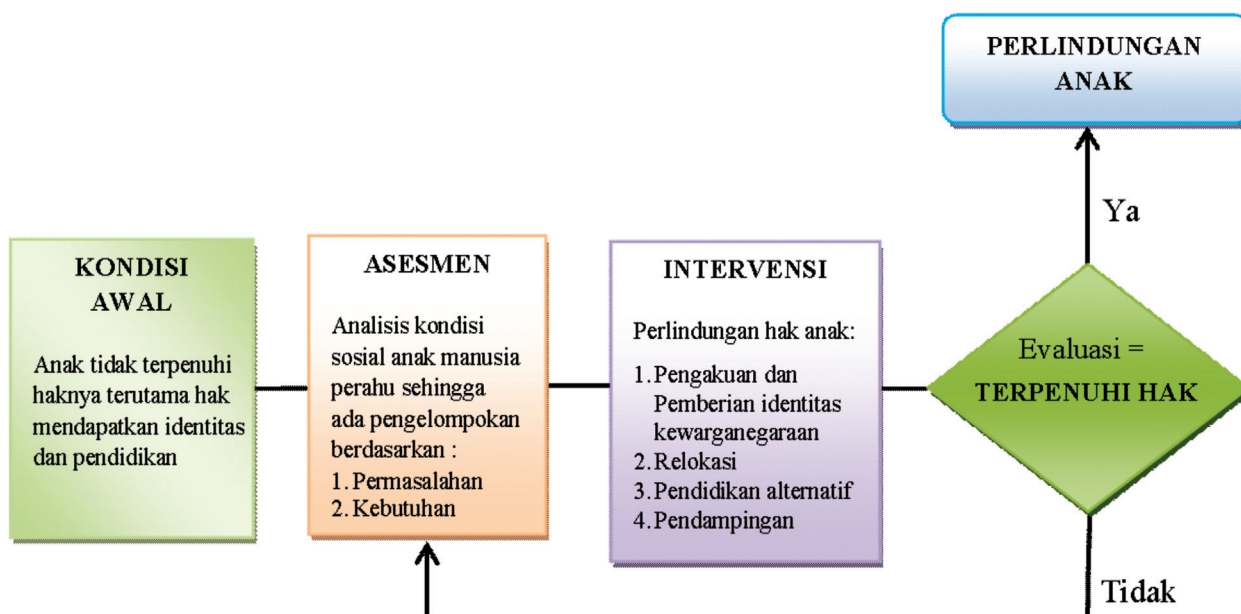 PERLINDUNGAN
ANAK
Ya
KONDISI
AWAL
Anak tidak terpenuhi
haknya terutama hak
mendapatkan identitas
dan pendidikan
ASESMEN
Analisis kondisi
sosial anak manusia
perahu sehingga
ada pengelompokan
berdasarkan :
1. Permasalahan
2. Kebutuhan
INTERVENSI
Perlindungan hak anak:
1. Pengakuan dan
Pemberian identitas
kewarganegaraan
2. Relokasi
3. Pendidikan alternatif
4. Pendampingan
Evaluasi =
TERPENUHI HAK
Tidak